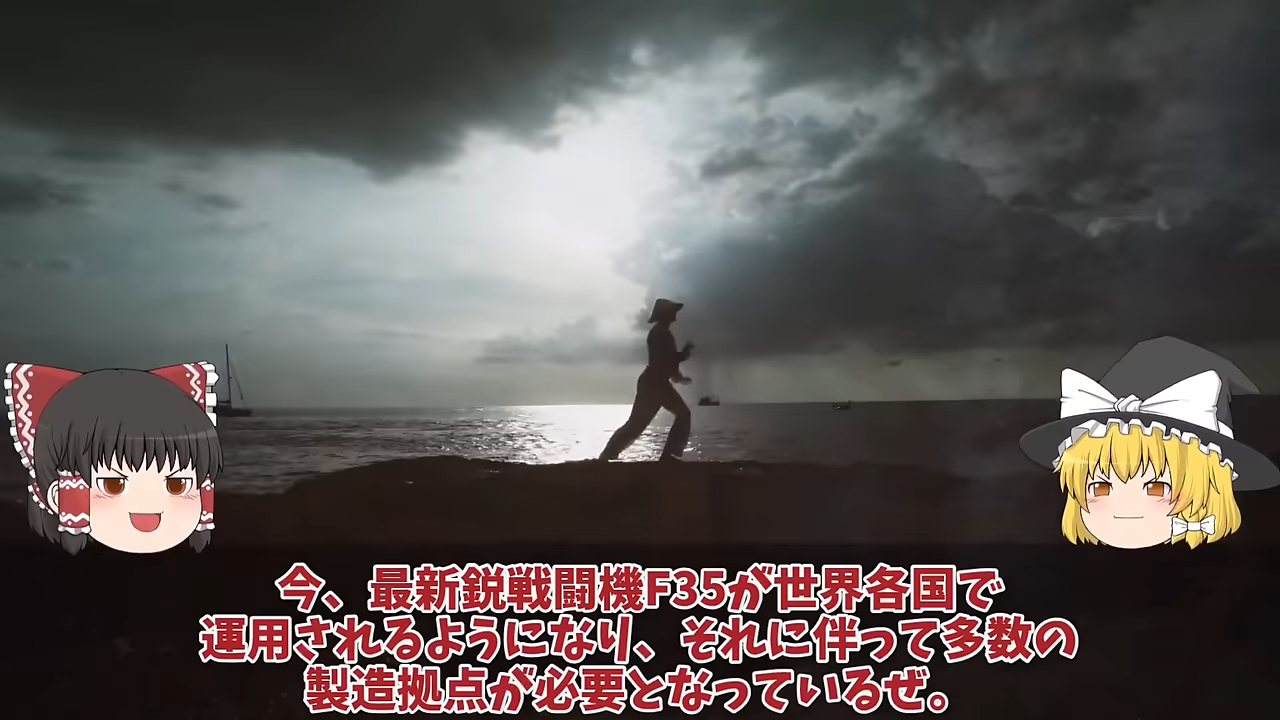 今、最新鋭戦闘機F35が世界各国で
運用されるようになり、それに伴って多数の
製造拠点が必要となっているぜ。